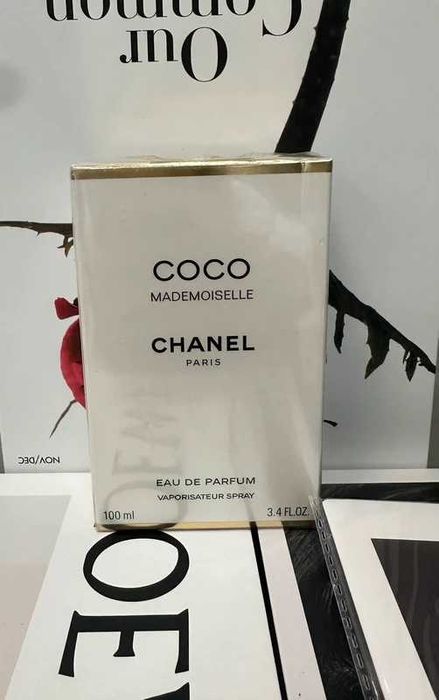 Our
Common
COCO
MADEMOISELLE
CHANEL
PARIS
EAU DE PARFUM
VAPORISATEUR SPRAY
100 ml
3.4 FL.OZ.
NOV/DEC
OEW